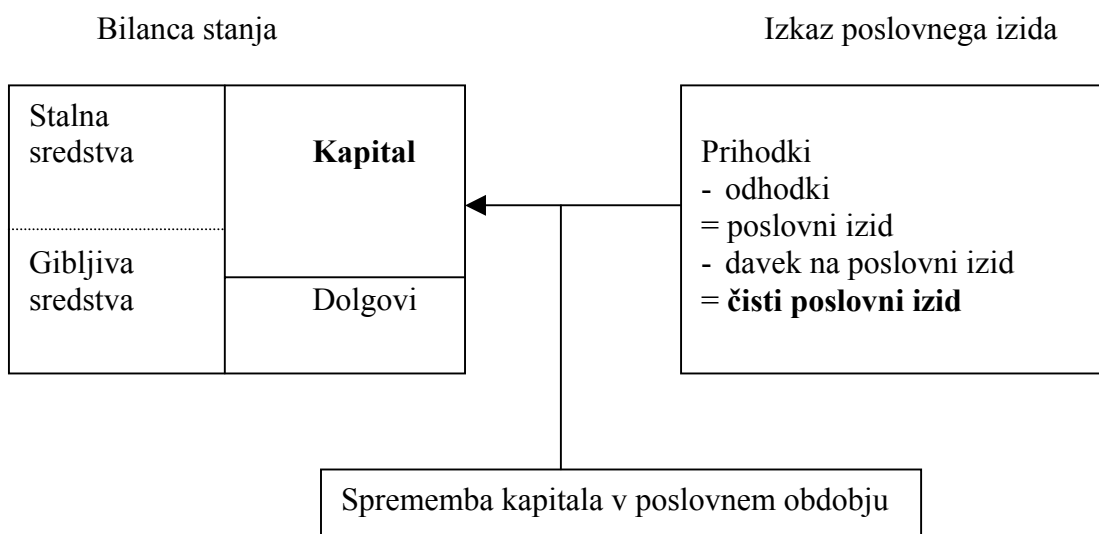 Bilanca stanja
Izkaz poslovnega izida
Stalna
sredstva
Kapital
Gibljiva
sredstva
Dolgovi
Prihodki
- odhodki
= poslovni izid
- davek na poslovni izid
= čisti poslovni izid
Sprememba kapitala v poslovnem obdobju